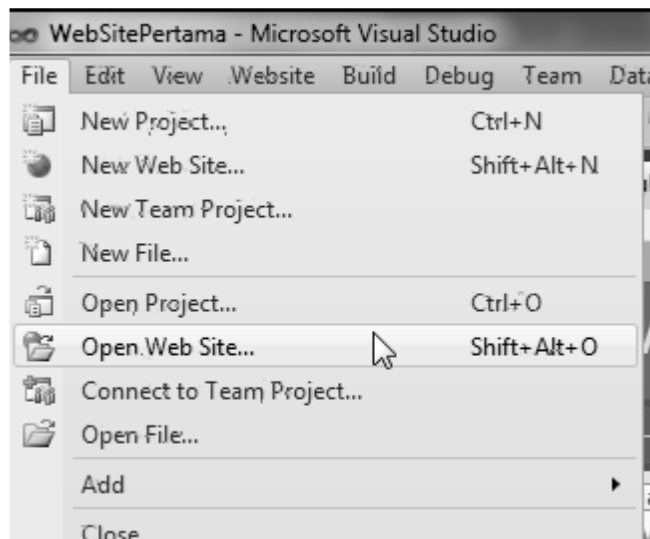 WebSitePertama - Microsoft Visual Studio
File Edit View Website Build Debug Team Data
New Project... Ctrl+N
New Web Site... Shift+Alt+N
New Team Project...
New File...
Open Project... Ctrl+O
Open Web Site... Shift+Alt+O
Connect to Team Project...
Open File...
Add
Close